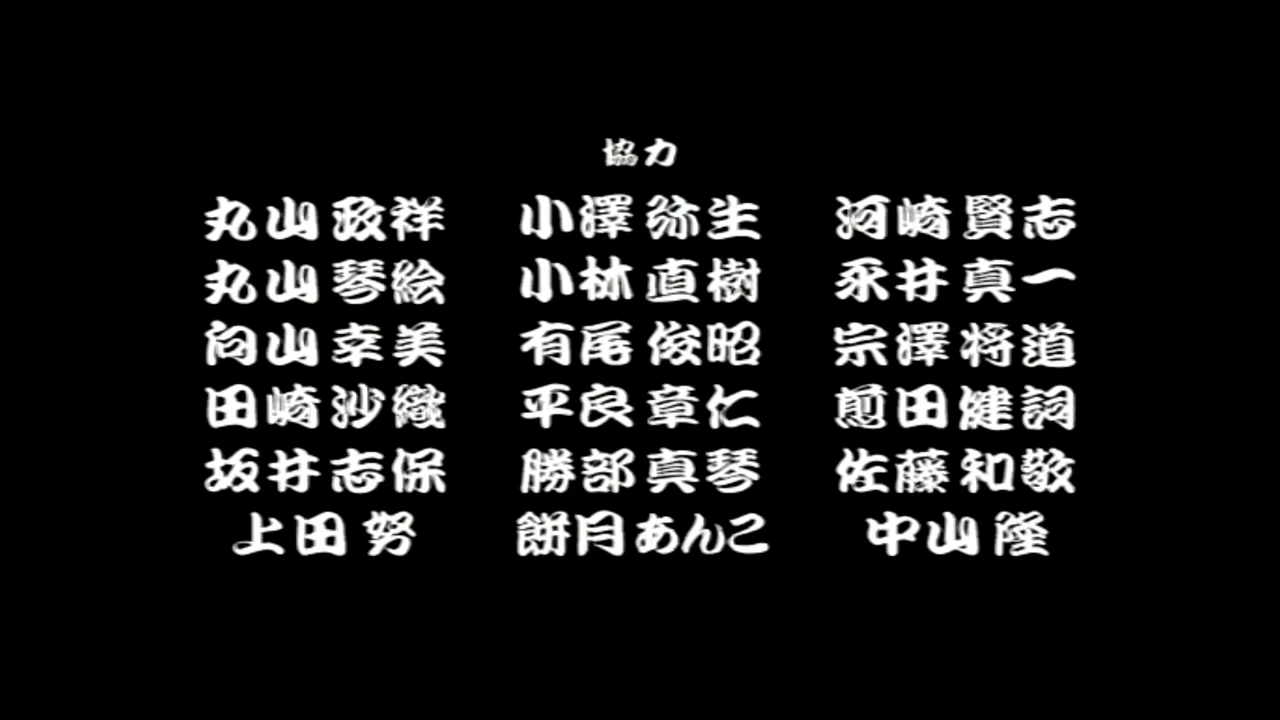 協力
丸山政祥 小澤弥生 河崎賢志
丸山琴絵 小林直樹 永井真一
向山幸美 有尾俊昭 宗澤将道
田崎沙織 平良章仁 煎田健詞
坂井志保 勝部真琴 佐藤和敬
上田努 餅月あんこ 中山隆